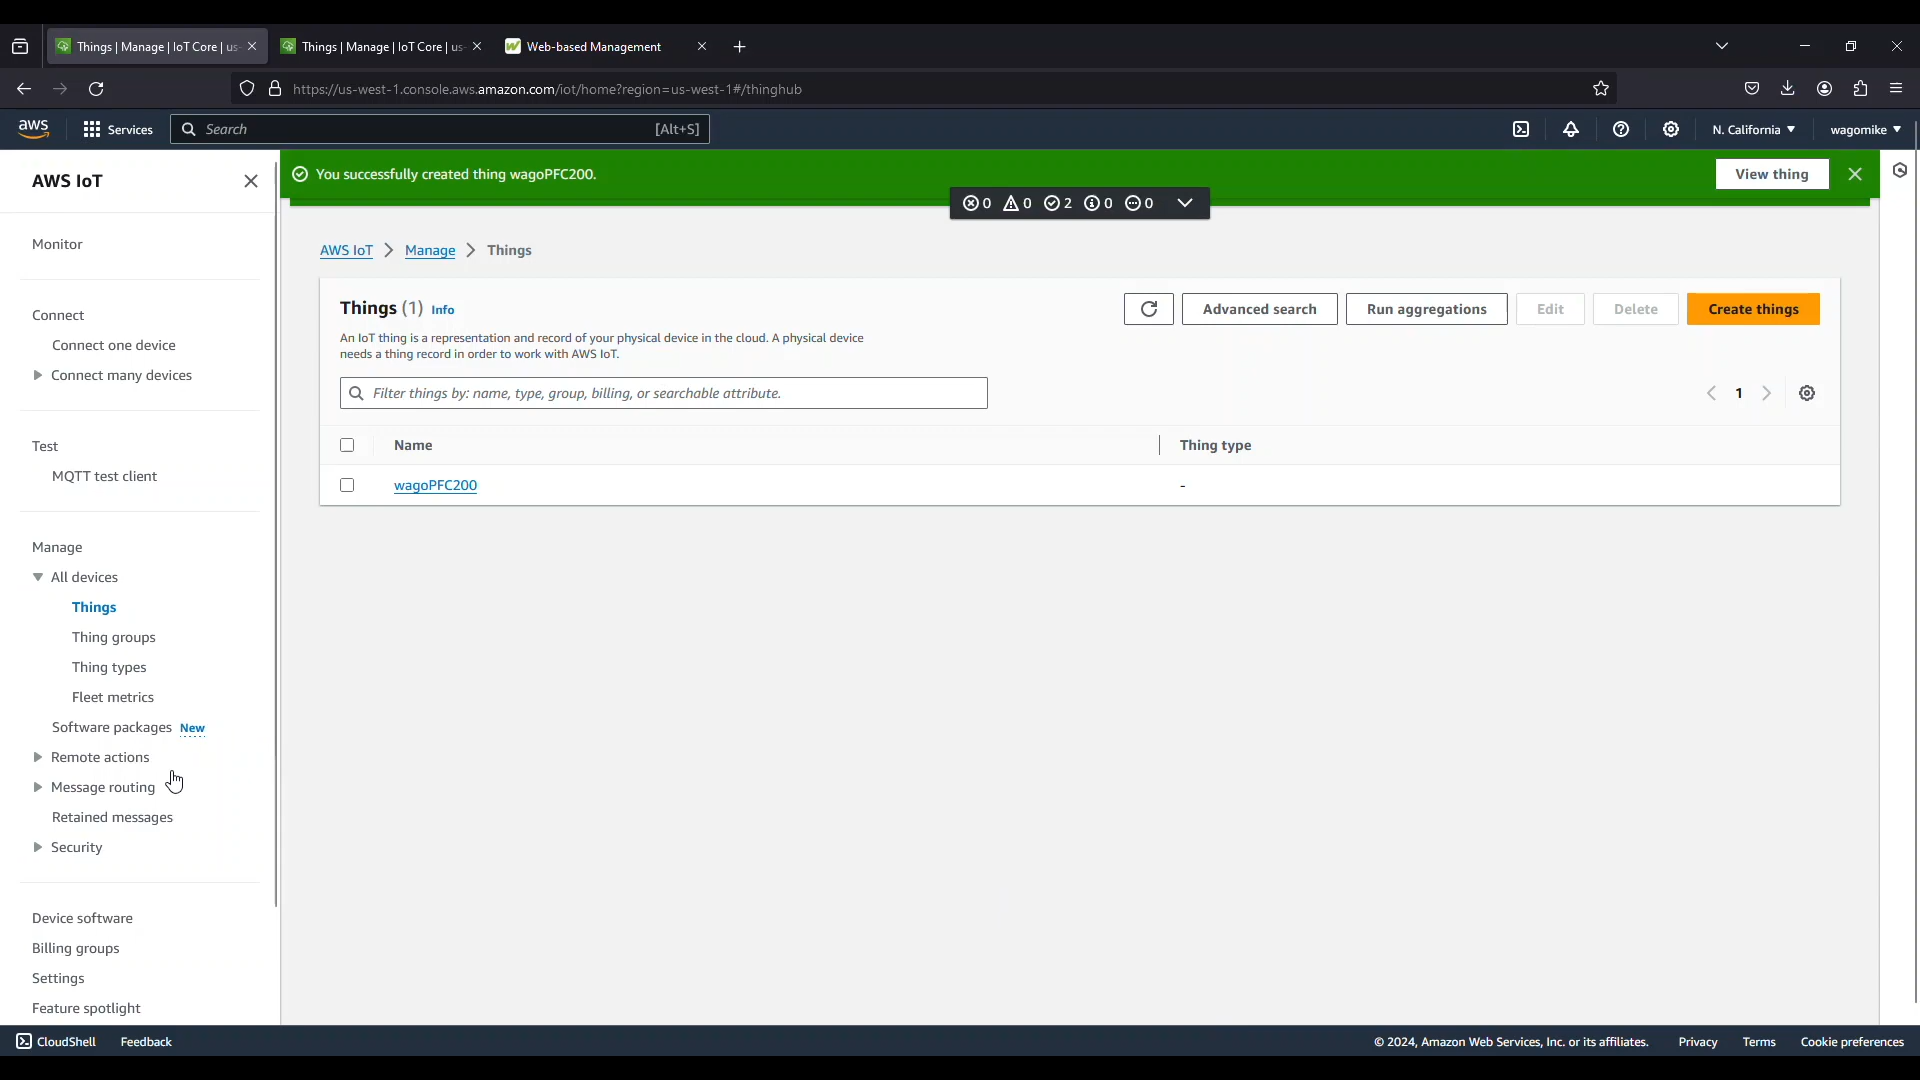 Things | Manage | IoT Core | us-
Things | Manage | IoT Core | us-
Web-based Management
https://us-west-1.console.aws.amazon.com/iot/home?region=us-west-1#/thinghub
aws
Services
Search
[Alt+S]
N. California
wagomike
AWS IoT
You successfully created thing wagoPFC200.
View thing
0 0 2 0 0
Monitor
AWS IoT > Manage > Things
Connect
Connect one device
Connect many devices
Things (1) Info
An IoT thing is a representation and record of your physical device in the cloud. A physical device
needs a thing record in order to work with AWS IoT.
Advanced search
Run aggregations
Edit
Delete
Create things
Filter things by: name, type, group, billing, or searchable attribute.
1
Name
Thing type
wagoPFC200
-
Test
MQTT test client
Manage
All devices
Things
Thing groups
Thing types
Fleet metrics
Software packages New
Remote actions
Message routing
Retained messages
Security
Device software
Billing groups
Settings
Feature spotlight
CloudShell
Feedback
© 2024, Amazon Web Services, Inc. or its affiliates.
Privacy
Terms
Cookie preferences